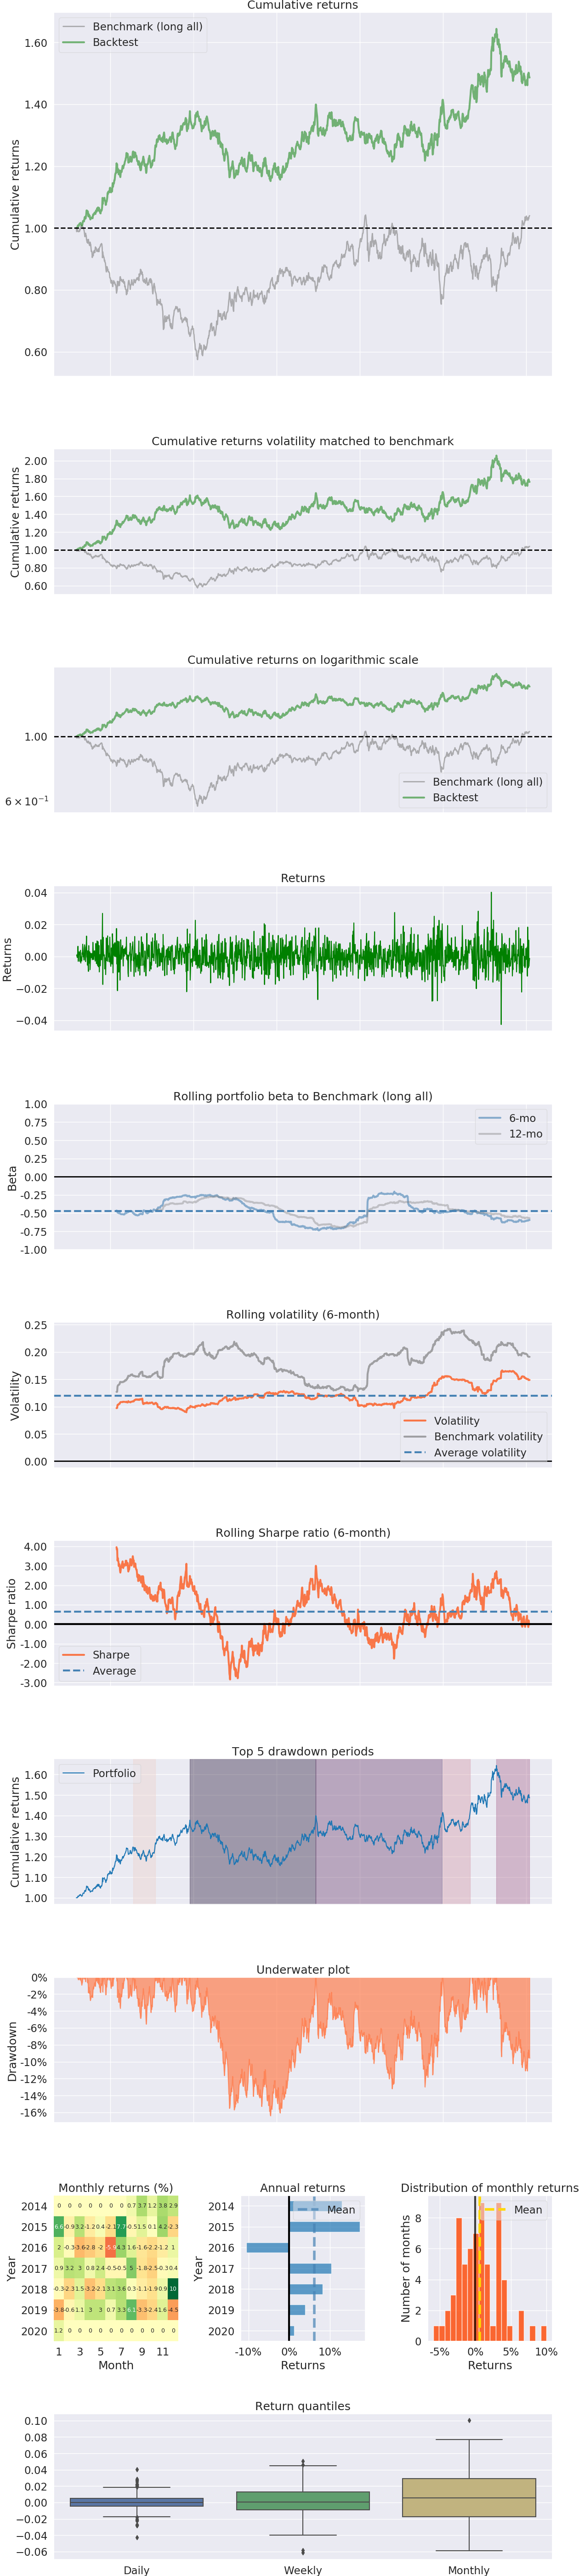 Cumulative returns
Benchmark (long all)
Backtest
Cumulative returns
1.60
1.40
1.20
1.00
0.80
0.60
Cumulative returns volatility matched to benchmark
Cumulative returns
2.00
1.80
1.60
1.40
1.20
1.00
0.80
0.60
Cumulative returns on logarithmic scale
1.00
6 × 10⁻¹
Benchmark (long all)
Backtest
Returns
Returns
0.04
0.02
0.00
−0.02
−0.04
Rolling portfolio beta to Benchmark (long all)
Beta
1.00
0.75
0.50
0.25
0.00
-0.25
-0.50
-0.75
-1.00
6-mo
12-mo
Rolling volatility (6-month)
Volatility
0.25
0.20
0.15
0.10
0.05
0.00
Volatility
Benchmark volatility
Average volatility
Rolling Sharpe ratio (6-month)
Sharpe ratio
4.00
3.00
2.00
1.00
0.00
-1.00
-2.00
-3.00
Sharpe
Average
Top 5 drawdown periods
Portfolio
Cumulative returns
1.60
1.50
1.40
1.30
1.20
1.10
1.00
Underwater plot
Drawdown
0%
-2%
-4%
-6%
-8%
-10%
-12%
-14%
-16%
Monthly returns (%)
Year
2014
2015
2016
2017
2018
2019
2020
1 3 5 7 9 11
Month
Annual returns
Mean
Year
2014
2015
2016
2017
2018
2019
2020
-10% 0% 10%
Returns
Distribution of monthly returns
Mean
Number of months
8
6
4
2
0
-5% 0% 5% 10%
Returns
Return quantiles
0.10
0.08
0.06
0.04
0.02
0.00
−0.02
−0.04
−0.06
Daily Weekly Monthly